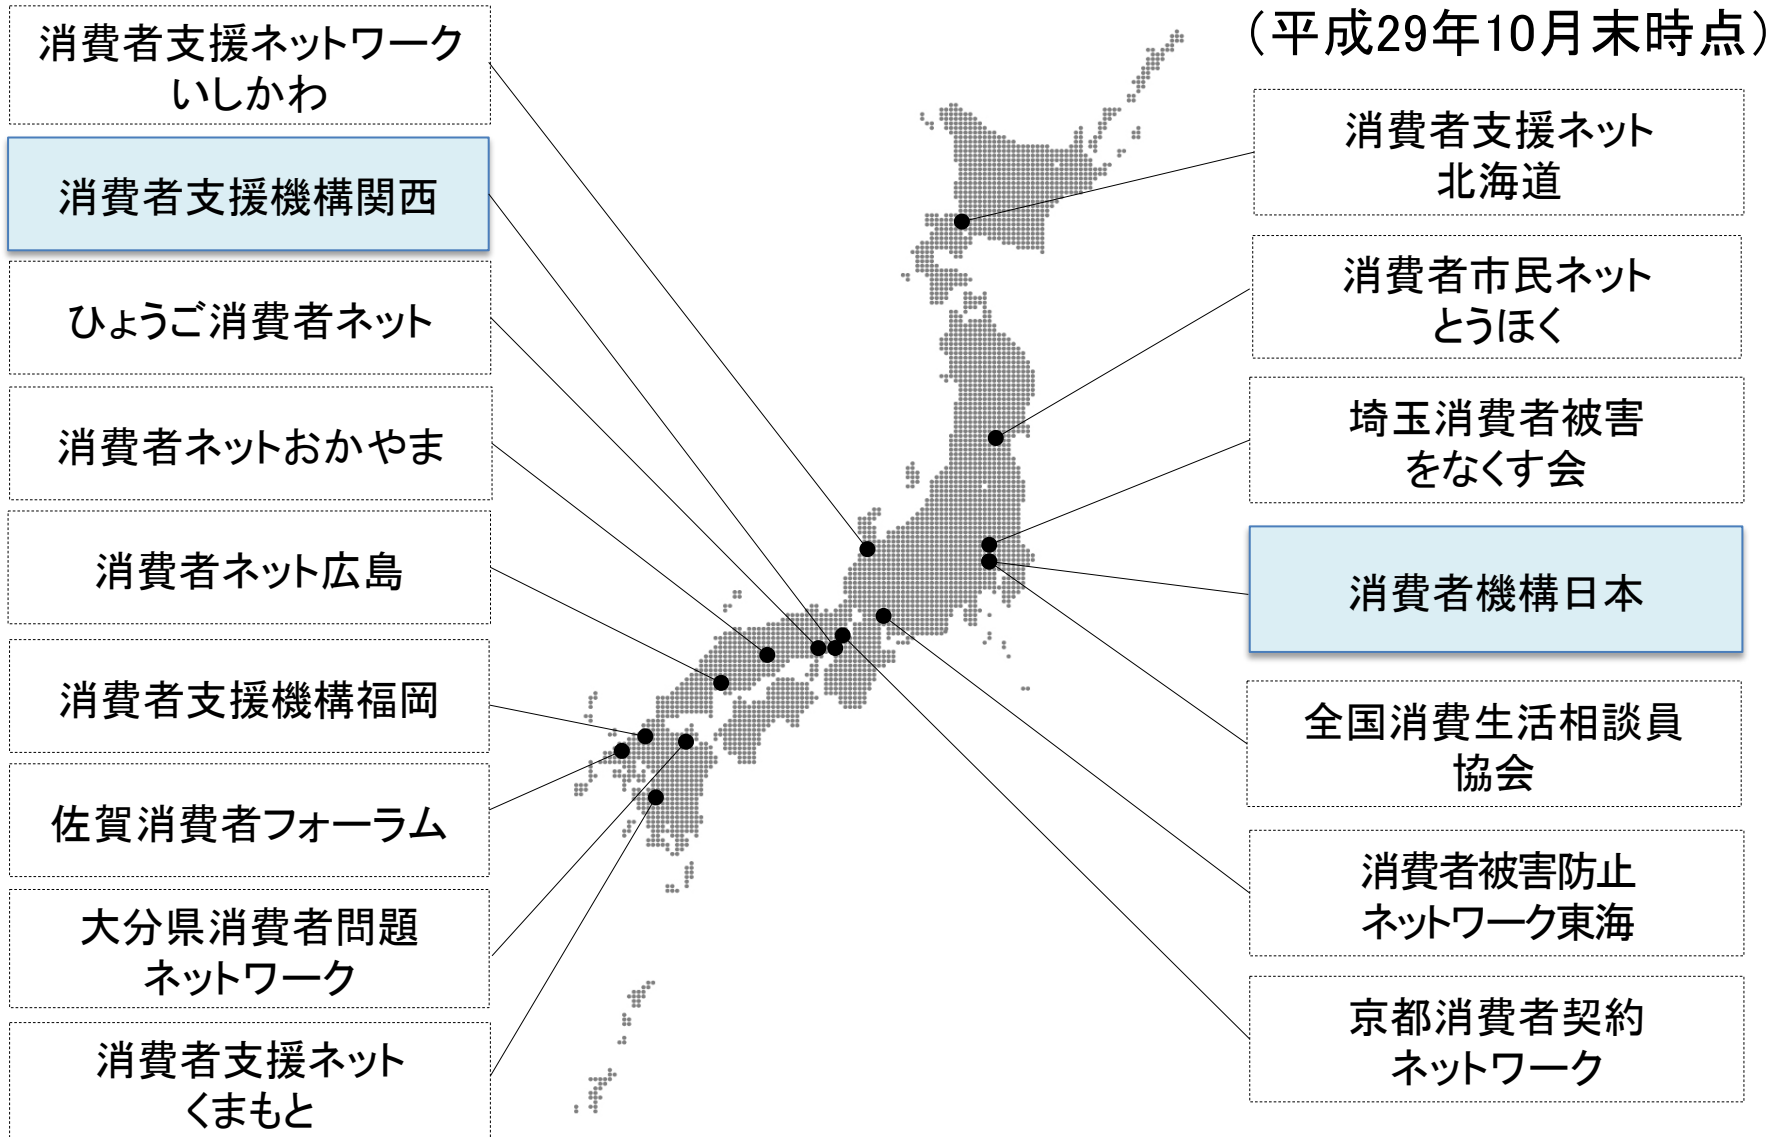 （平成29年10月末時点）
消費者支援ネットワーク
いしかわ
消費者支援機構関西
ひょうご消費者ネット
消費者ネットおかやま
消費者ネット広島
消費者支援機構福岡
佐賀消費者フォーラム
大分県消費者問題
ネットワーク
消費者支援ネット
くまもと
消費者支援ネット
北海道
消費者市民ネット
とうほく
埼玉消費者被害
をなくす会
消費者機構日本
全国消費生活相談員
協会
消費者被害防止
ネットワーク東海
京都消費者契約
ネットワーク